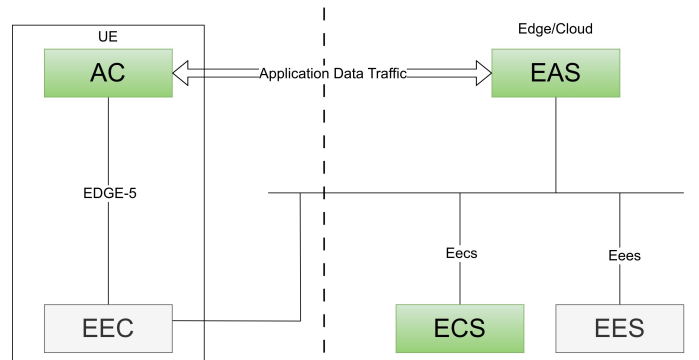 UE
Edge/Cloud
AC
Application Data Traffic
EAS
EDGE-5
Eecs
Eees
EEC
ECS
EES